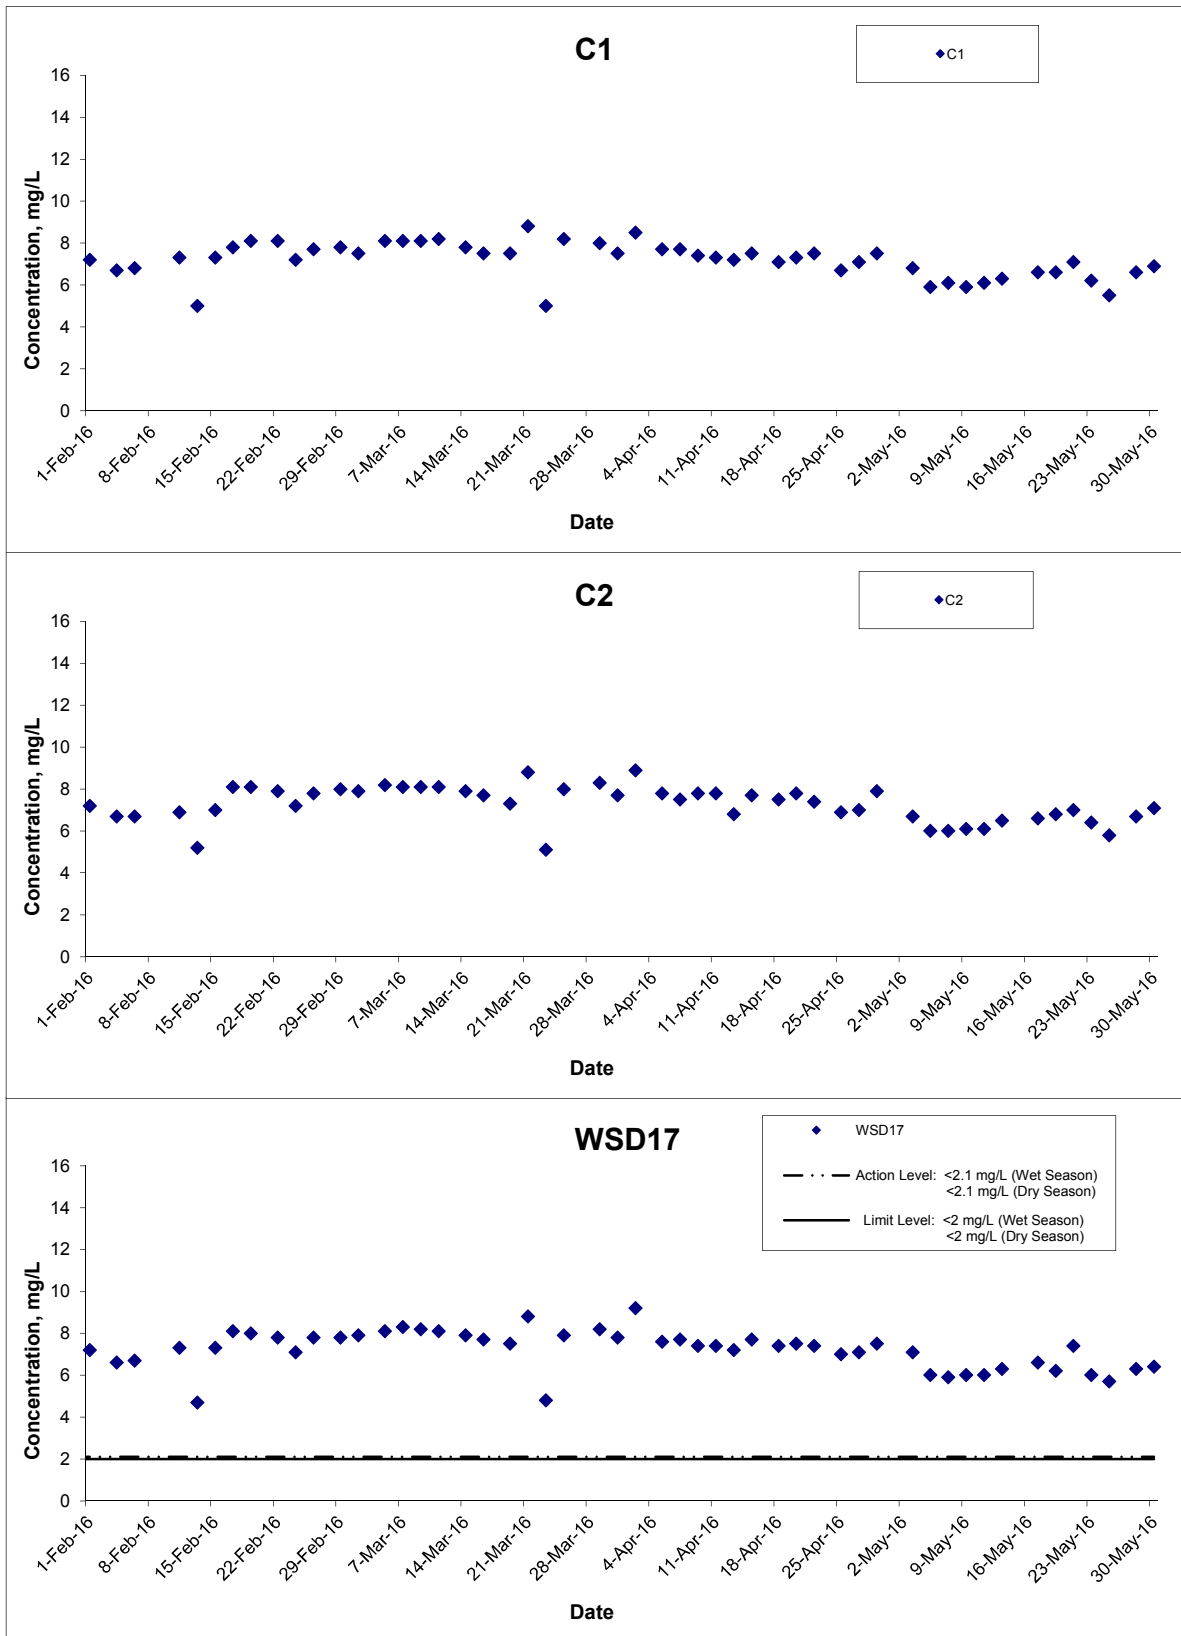 C1
C1
Concentration, mg/L
16
14
12
10
8
6
4
2
0
1-Feb-16
8-Feb-16
15-Feb-16
22-Feb-16
29-Feb-16
7-Mar-16
14-Mar-16
21-Mar-16
28-Mar-16
4-Apr-16
11-Apr-16
18-Apr-16
25-Apr-16
2-May-16
9-May-16
16-May-16
23-May-16
30-May-16
Date
C2
C2
Concentration, mg/L
16
14
12
10
8
6
4
2
0
1-Feb-16
8-Feb-16
15-Feb-16
22-Feb-16
29-Feb-16
7-Mar-16
14-Mar-16
21-Mar-16
28-Mar-16
4-Apr-16
11-Apr-16
18-Apr-16
25-Apr-16
2-May-16
9-May-16
16-May-16
23-May-16
30-May-16
Date
WSD17
WSD17
Action Level: <2.1 mg/L (Wet Season)
<2.1 mg/L (Dry Season)
Limit Level: <2 mg/L (Wet Season)
<2 mg/L (Dry Season)
Concentration, mg/L
16
14
12
10
8
6
4
2
0
1-Feb-16
8-Feb-16
15-Feb-16
22-Feb-16
29-Feb-16
7-Mar-16
14-Mar-16
21-Mar-16
28-Mar-16
4-Apr-16
11-Apr-16
18-Apr-16
25-Apr-16
2-May-16
9-May-16
16-May-16
23-May-16
30-May-16
Date